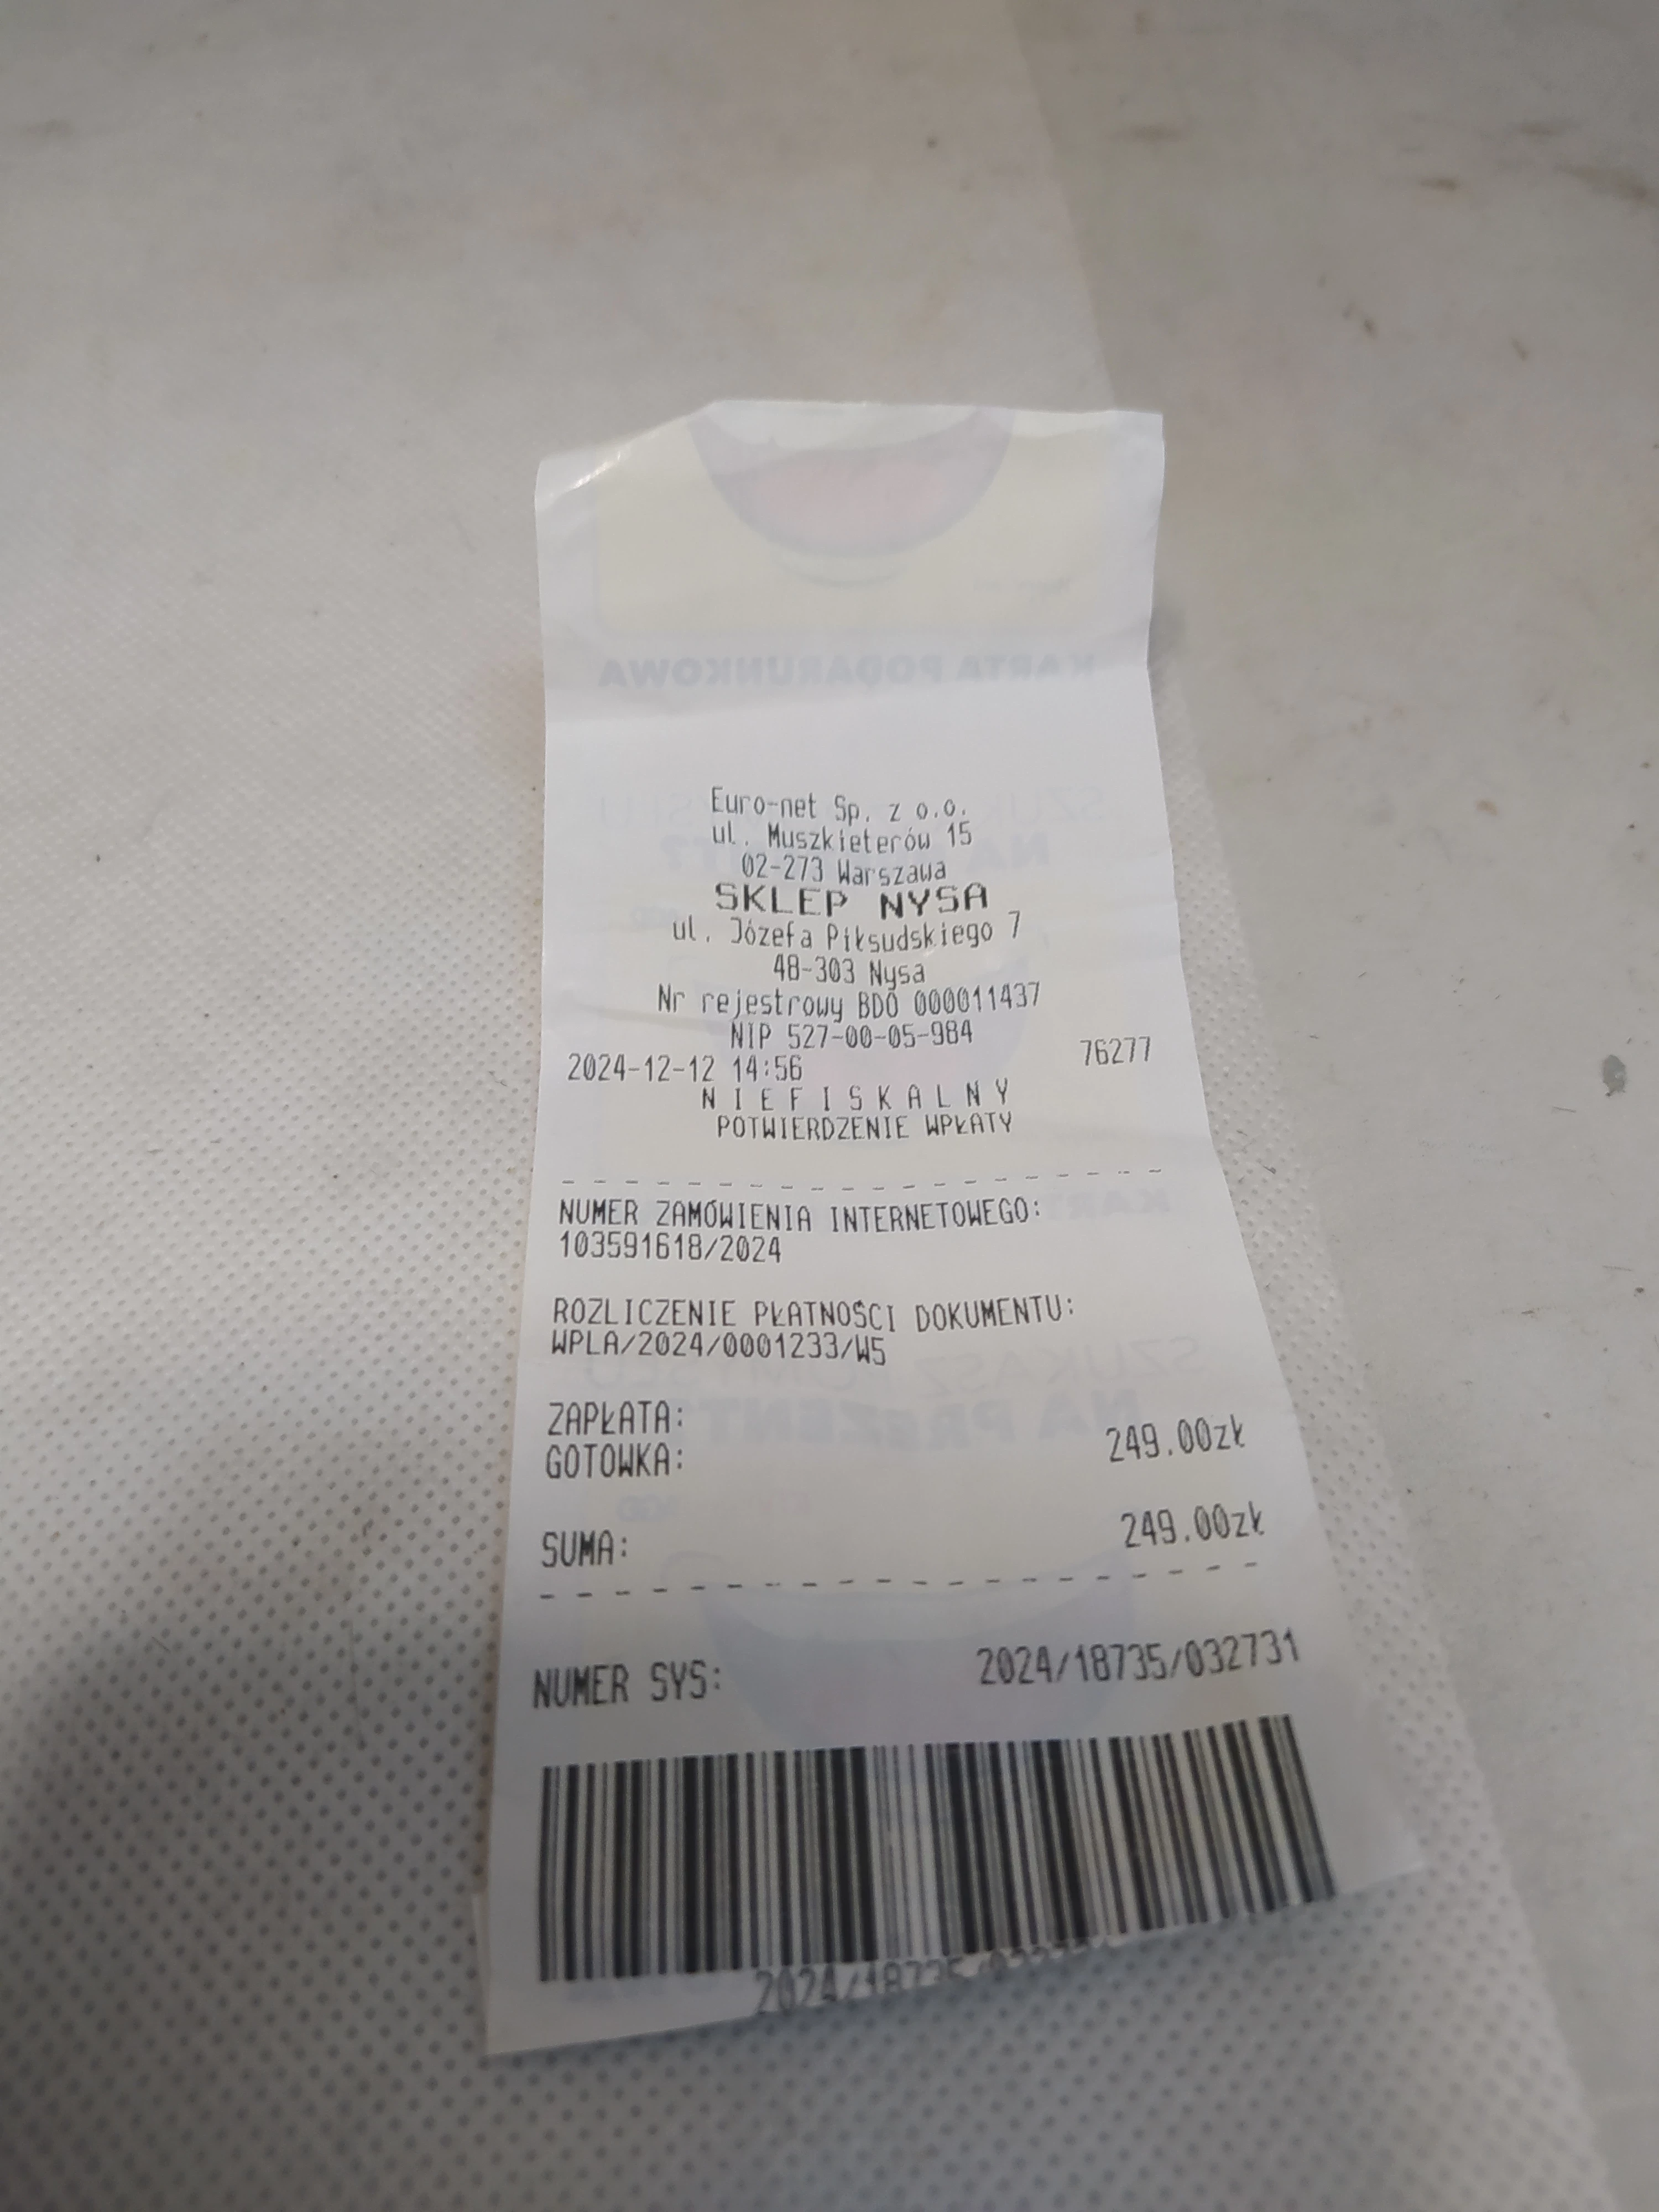 KARTA PODARUNKOWA
Euro-net Sp. z o.o.
ul. Muszkieterów 15
02-273 Warszawa
SKLEP NYSA
ul. Józefa Piłsudskiego 7
48-303 Nysa
Nr rejestrowy BDO 000011437
NIP 527-00-05-984
2024-12-12 14:56 76277
N I E F I S K A L N Y
POTWIERDZENIE WPŁATY
NUMER ZAMÓWIENIA INTERNETOWEGO:
103591618/2024
ROZLICZENIE PŁATNOŚCI DOKUMENTU:
WPLA/2024/0001233/W5
ZAPŁATA:
GOTOWKA: 249.00zł
SUMA: 249.00zł
NUMER SYS: 2024/18735/032731